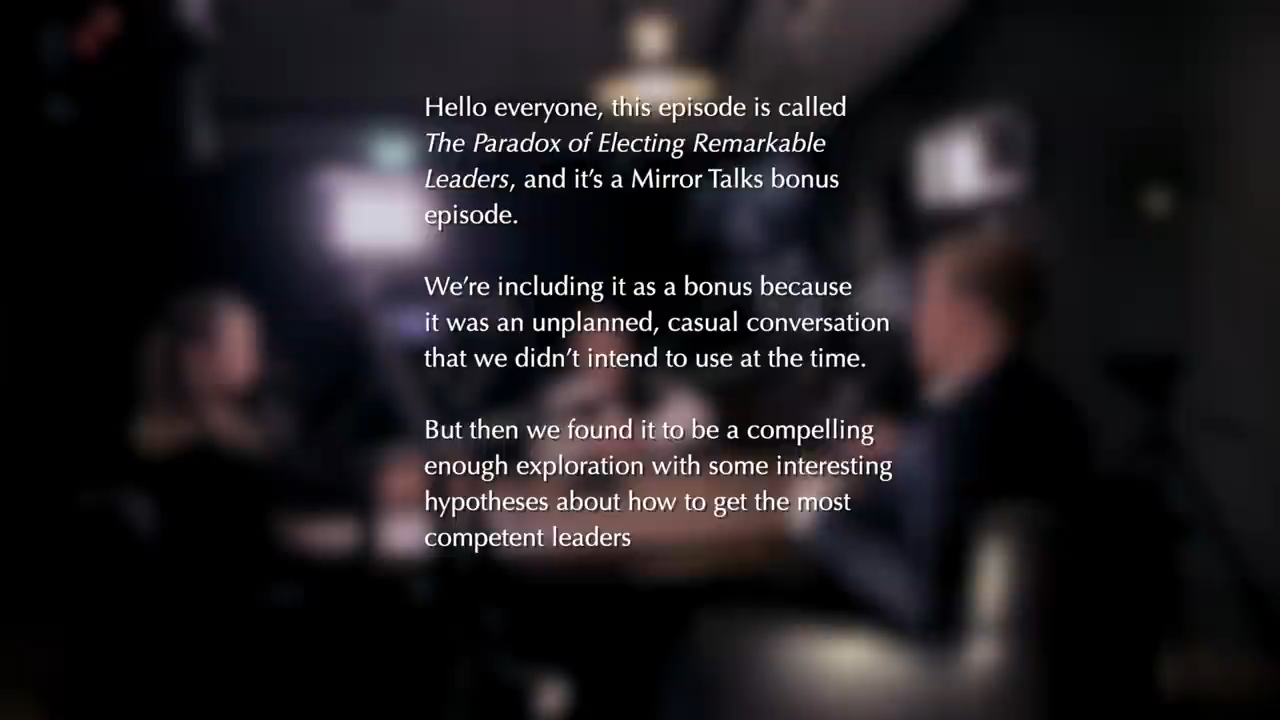 Hello everyone, this episode is called
The Paradox of Electing Remarkable
Leaders, and it’s a Mirror Talks bonus
episode.
We’re including it as a bonus because
it was an unplanned, casual conversation
that we didn’t intend to use at the time.
But then we found it to be a compelling
enough exploration with some interesting
hypotheses about how to get the most
competent leaders